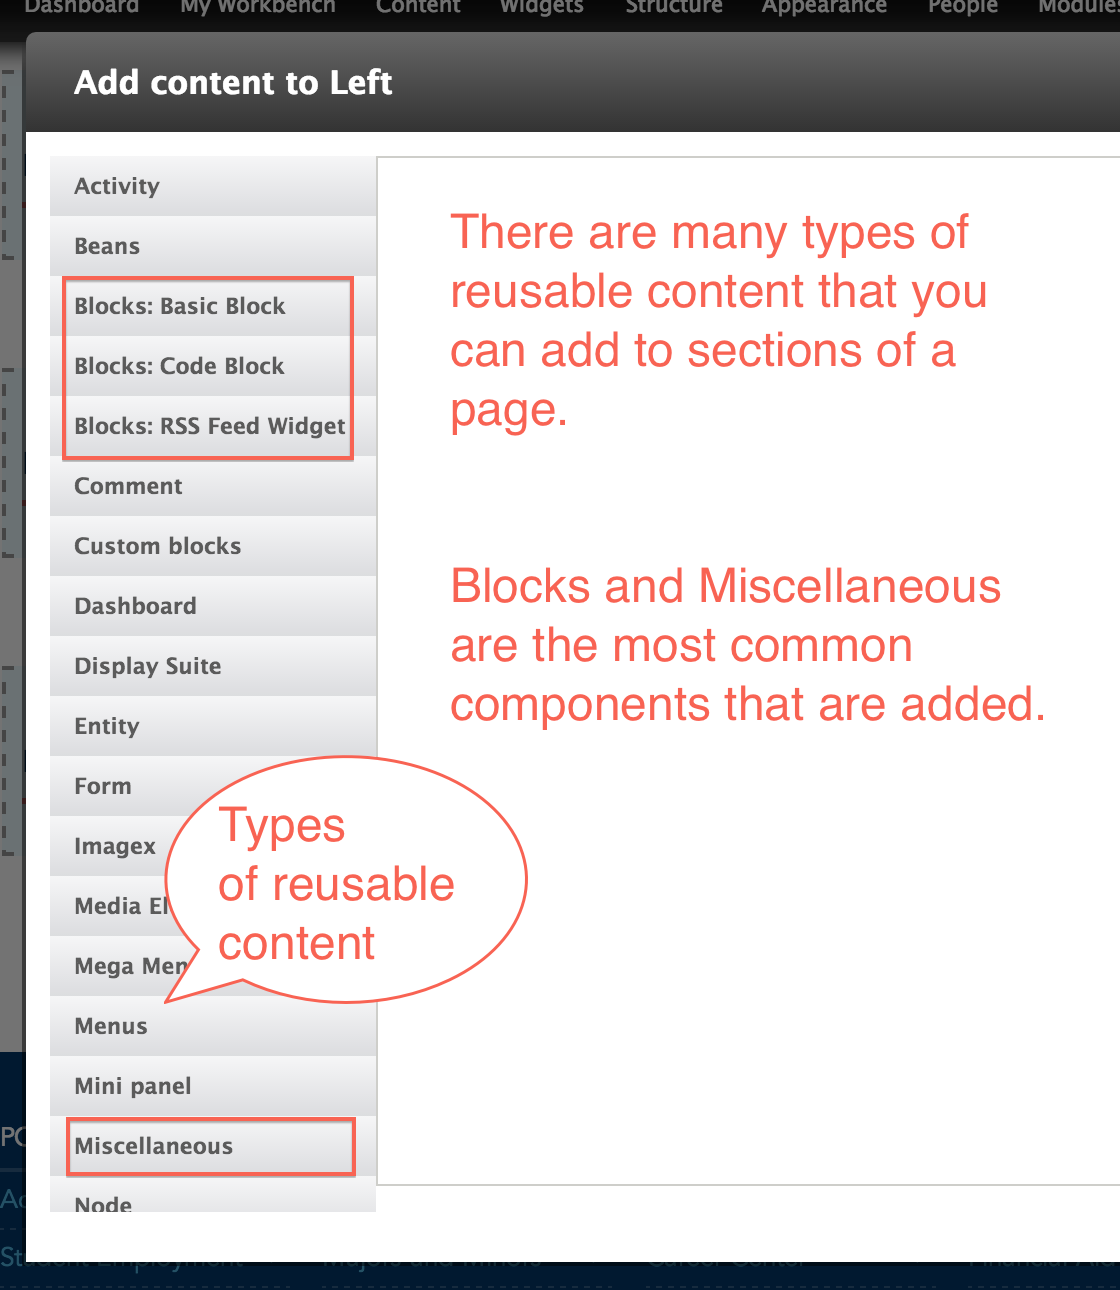 Dashboard My Workbench Content Widgets Structure Appearance People Modules
Add content to Left
Activity
Beans
Blocks: Basic Block
Blocks: Code Block
Blocks: RSS Feed Widget
Comment
Custom blocks
Dashboard
Display Suite
Entity
Form
Imagex
Media El
Mega Men
Menus
Mini panel
Miscellaneous
Node
There are many types of
reusable content that you
can add to sections of a
page.
Blocks and Miscellaneous
are the most common
components that are added.
Types
of reusable
content
Student Employment Majors and Minors Career Center Financial Aid